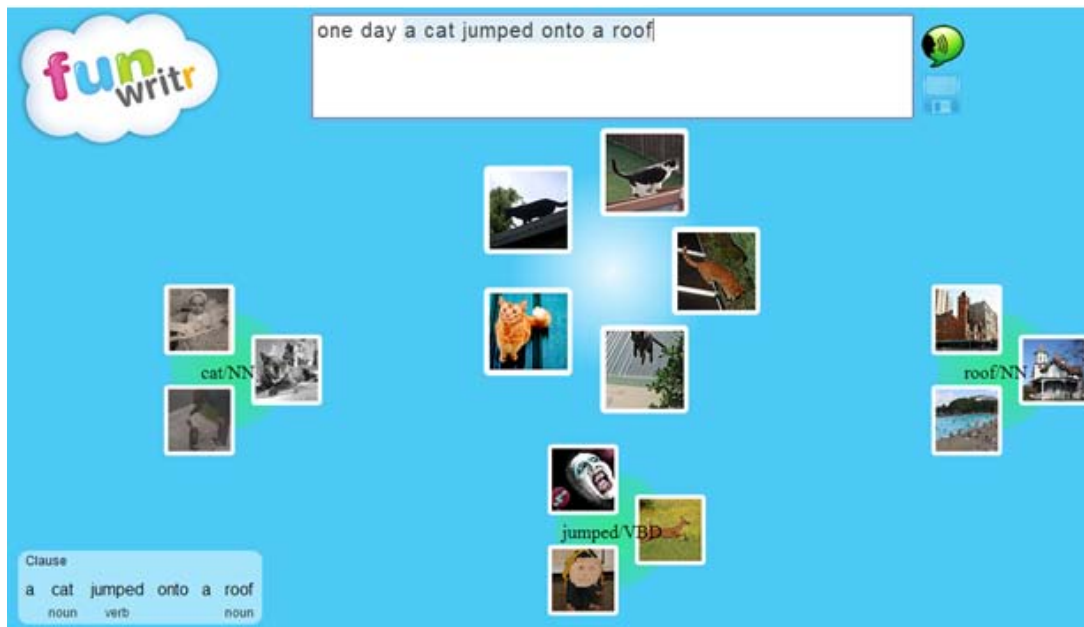 fun
writr
one day a cat jumped onto a roof
cat/NN
roof/NN
jumped/VBD
Clause
a cat jumped onto a roof
noun verb noun